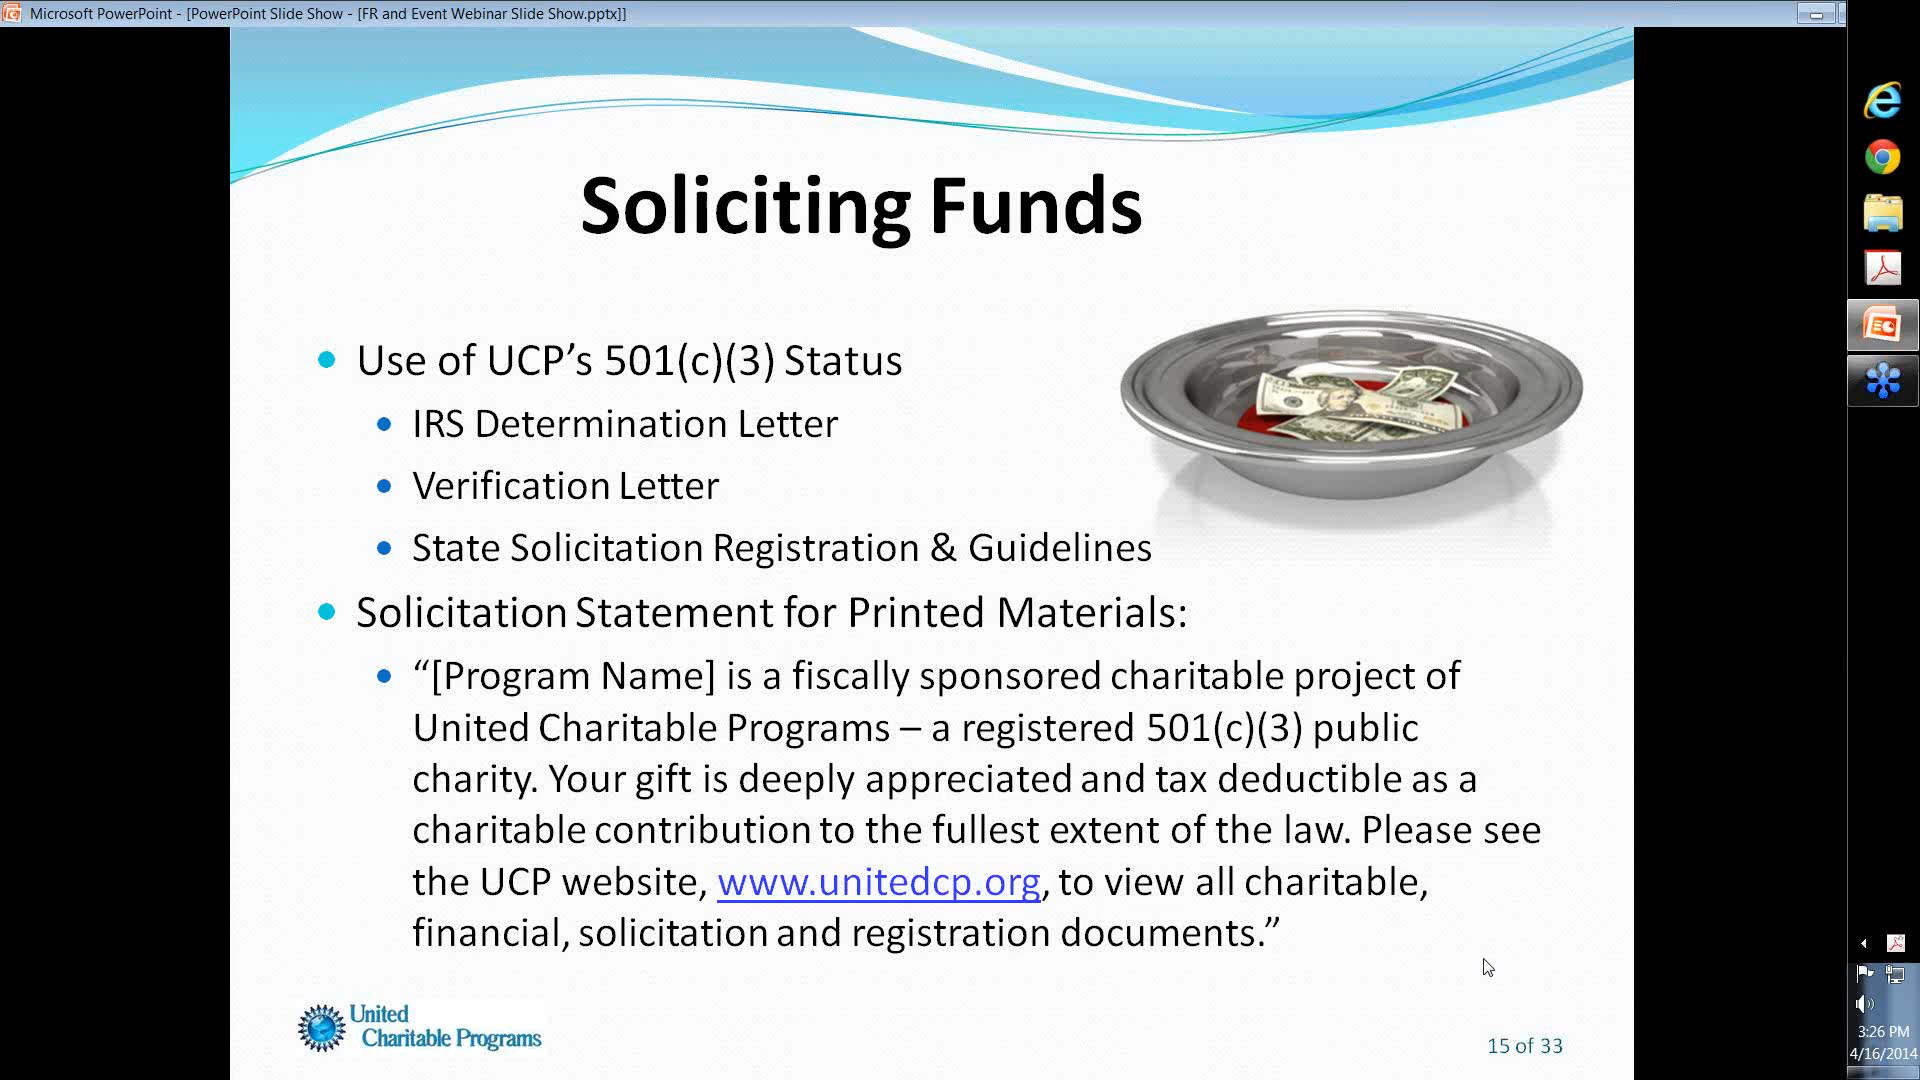 Microsoft PowerPoint - [PowerPoint Slide Show - [FR and Event Webinar Slide Show.pptx]]
Soliciting Funds
Use of UCP’s 501(c)(3) Status
IRS Determination Letter
Verification Letter
State Solicitation Registration & Guidelines
Solicitation Statement for Printed Materials:
“[Program Name] is a fiscally sponsored charitable project of
United Charitable Programs – a registered 501(c)(3) public
charity. Your gift is deeply appreciated and tax deductible as a
charitable contribution to the fullest extent of the law. Please see
the UCP website, www.unitedcp.org, to view all charitable,
financial, solicitation and registration documents.”
United
Charitable Programs
15 of 33
3:26 PM
4/16/2014